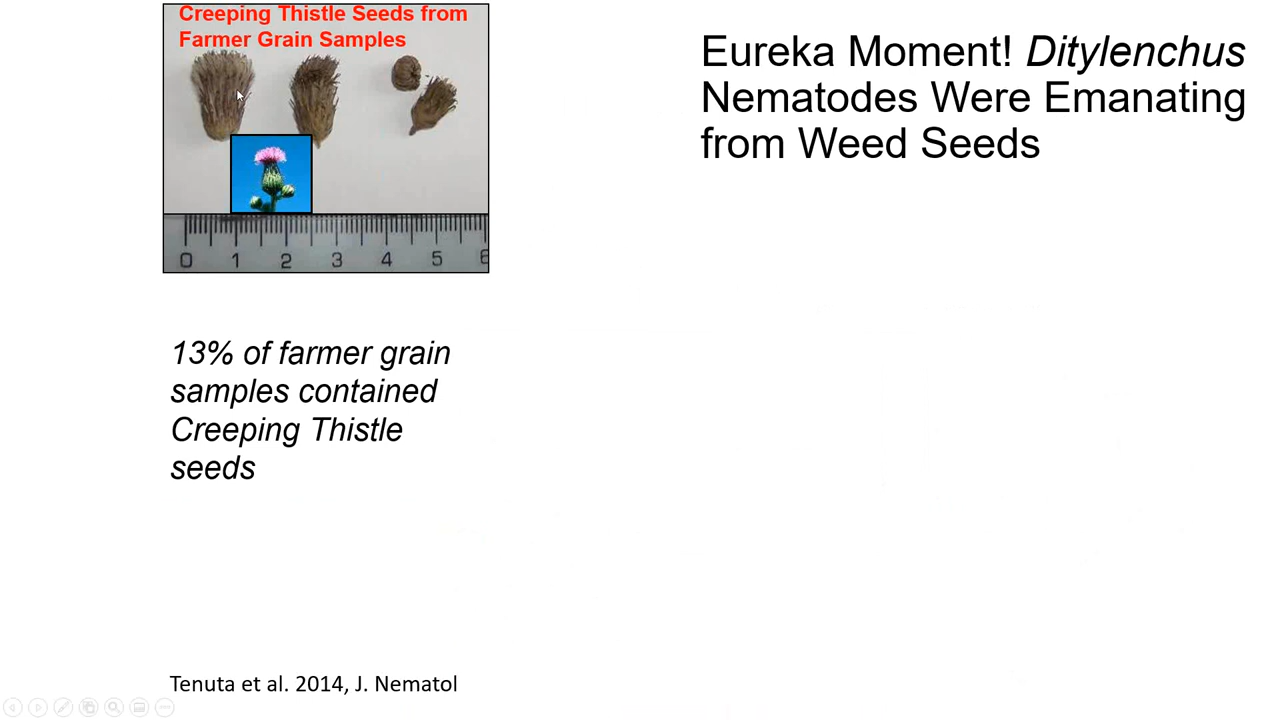 Creeping Thistle Seeds from
Farmer Grain Samples
0 1 2 3 4 5 6
Eureka Moment! Ditylenchus
Nematodes Were Emanating
from Weed Seeds
13% of farmer grain
samples contained
Creeping Thistle
seeds
Tenuta et al. 2014, J. Nematol